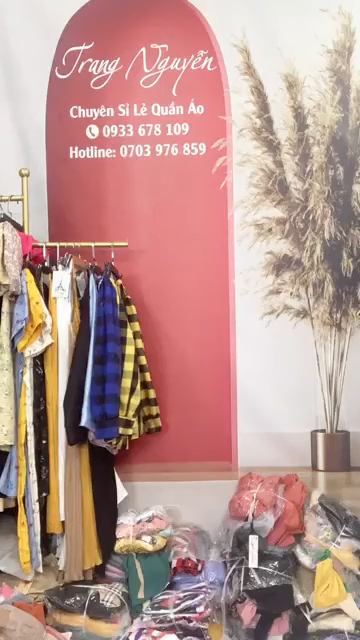 Trang Nguyễn
Chuyên Sỉ Lẻ Quần Áo
0933 678 109
Hotline: 0703 976 859